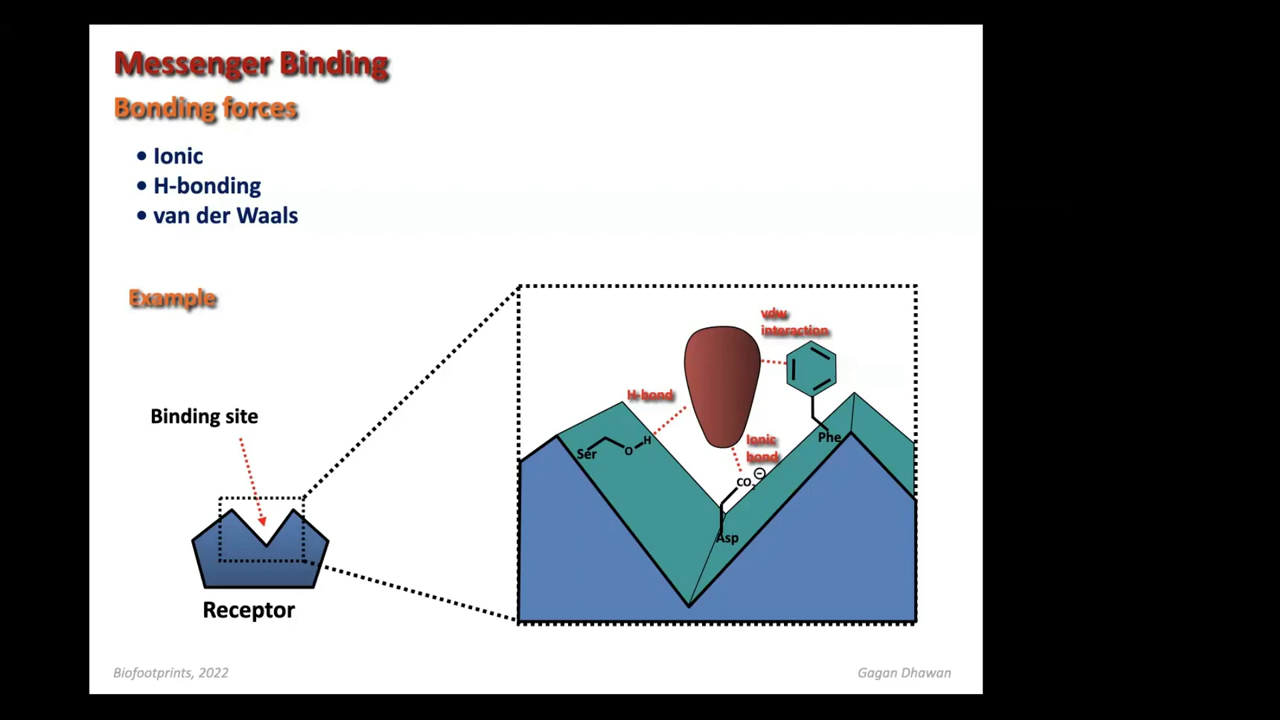 Messenger Binding
Bonding forces
• Ionic
• H-bonding
• van der Waals
Example
Binding site
Receptor
vdw
interaction
H-bond
Ionic
bond
Ser
O
H
Phe
CO₂
⊖
Asp
Biofootprints, 2022
Gagan Dhawan